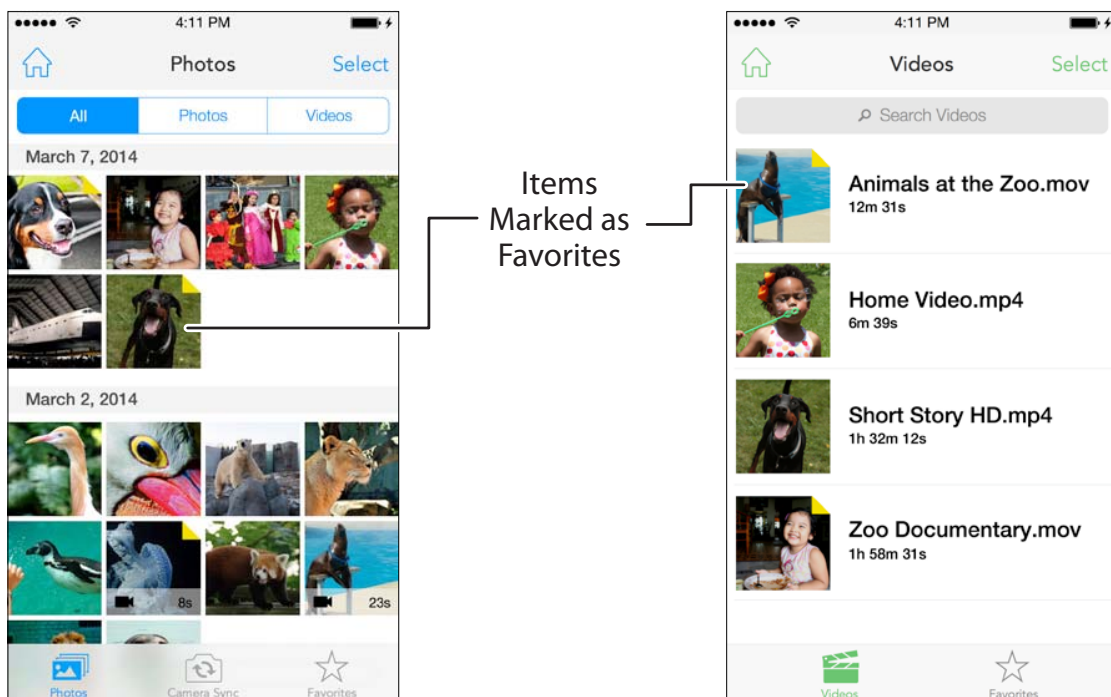 4:11 PM
Photos
Select
All
Photos
Videos
March 7, 2014
March 2, 2014
8s
23s
Photos
Camera Sync
Favorites
Items
Marked as
Favorites
4:11 PM
Videos
Select
Search Videos
Animals at the Zoo.mov
12m 31s
Home Video.mp4
6m 39s
Short Story HD.mp4
1h 32m 12s
Zoo Documentary.mov
1h 58m 31s
Videos
Favorites